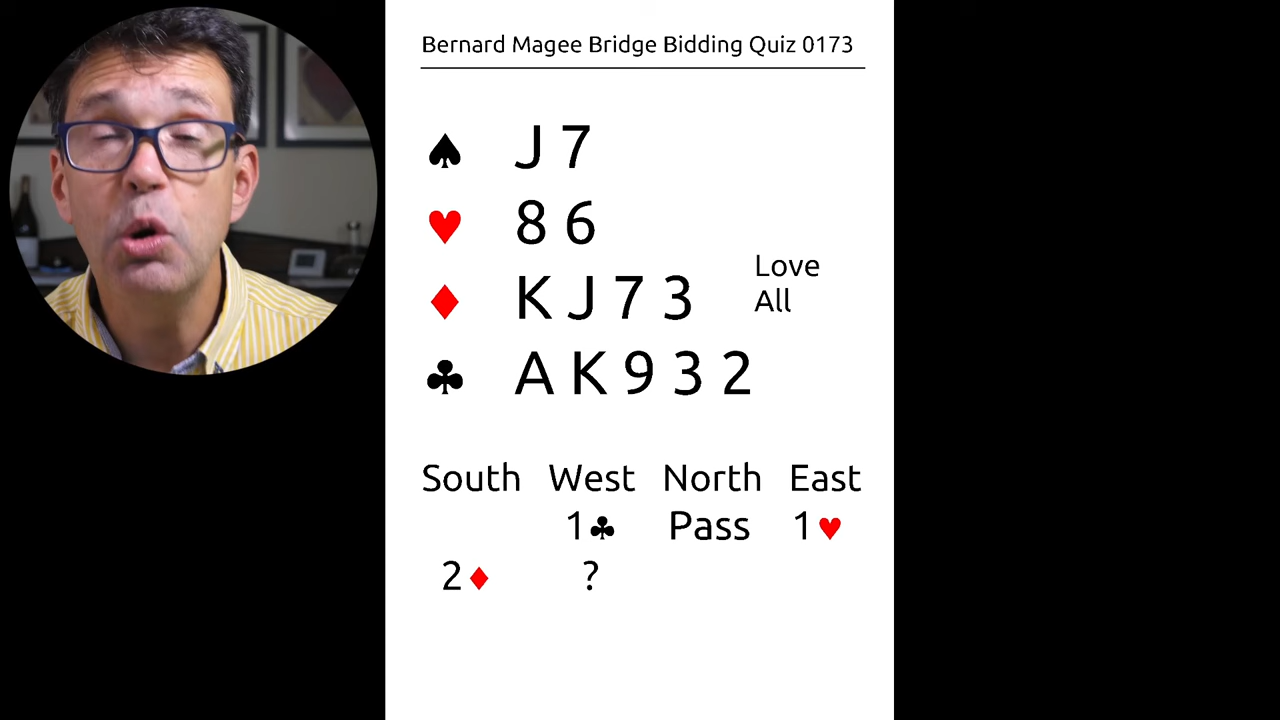 Bernard Magee Bridge Bidding Quiz 0173
♠ J 7
♥ 8 6
♦ K J 7 3
♣ A K 9 3 2
Love
All
South West North East
1♣ Pass 1♥
2♦ ?